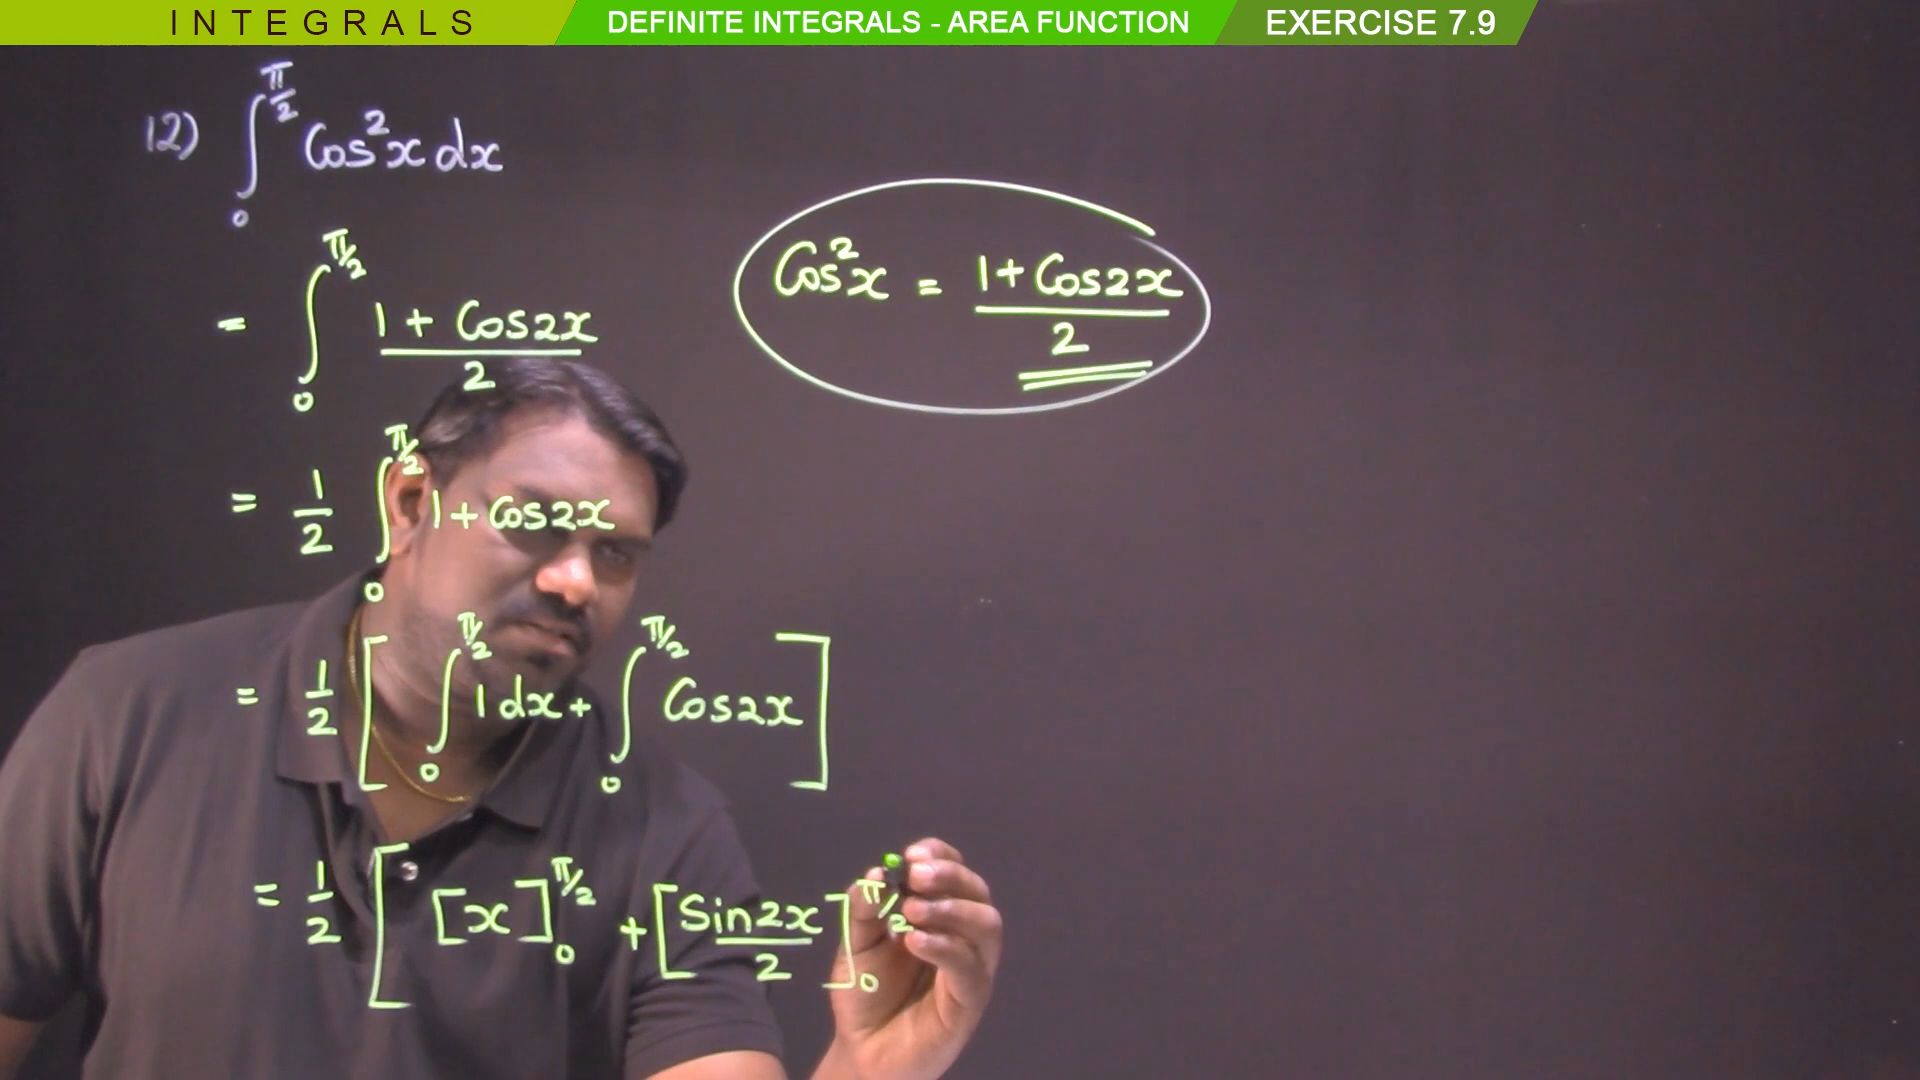 INTEGRALS DEFINITE INTEGRALS - AREA FUNCTION EXERCISE 7.9
12) ∫₀^(π/2) Cos²x dx
= ∫₀^(π/2) (1 + Cos2x)/2
Cos²x = (1 + Cos2x)/2
= 1/2 ∫₀^(π/2) 1 + Cos2x
= 1/2 [ ∫₀^(π/2) 1 dx + ∫₀^(π/2) Cos2x ]
= 1/2 [ [x]₀^(π/2) + [Sin2x/2]₀^(π/2)